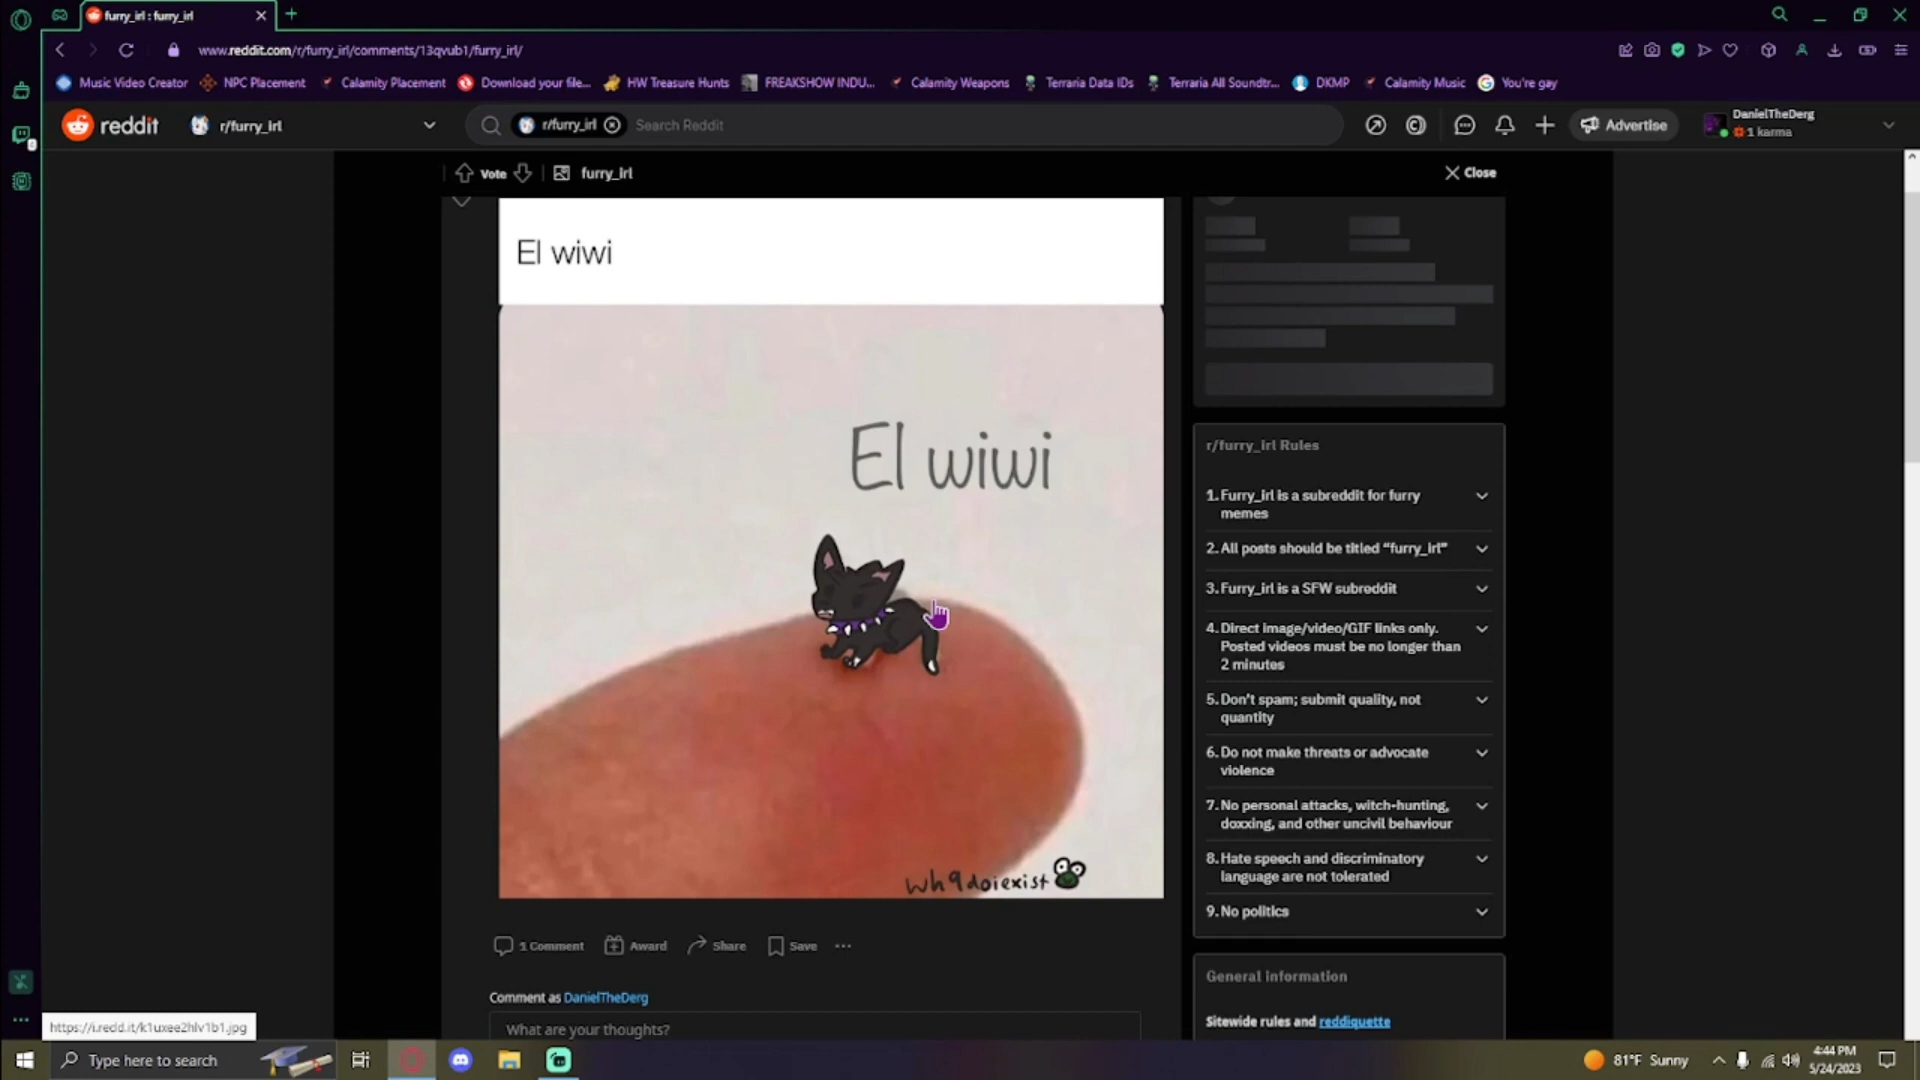 furry_irl : furry_irl
www.reddit.com/r/furry_irl/comments/13qvub1/furry_irl/
Music Video Creator
NPC Placement
Calamity Placement
Download your file...
HW Treasure Hunts
FREAKSHOW INDU...
Calamity Weapons
Terraria Data IDs
Terraria All Soundtr...
DKMP
Calamity Music
You're gay
reddit
r/furry_irl
r/furry_irl
Search Reddit
Advertise
DanielTheDerg
1 karma
Vote
furry_irl
Close
El wiwi
El wiwi
wh9doiexist
1 Comment
Award
Share
Save
Comment as DanielTheDerg
What are your thoughts?
r/furry_irl Rules
1. Furry_irl is a subreddit for furry
memes
2. All posts should be titled "furry_irl"
3. Furry_irl is a SFW subreddit
4. Direct image/video/GIF links only.
Posted videos must be no longer than
2 minutes
5. Don't spam; submit quality, not
quantity
6. Do not make threats or advocate
violence
7. No personal attacks, witch-hunting,
doxxing, and other uncivil behaviour
8. Hate speech and discriminatory
language are not tolerated
9. No politics
General Information
Sitewide rules and reddiquette
https://i.redd.it/k1uxee2hlv1b1.jpg
Type here to search
81°F Sunny
4:44 PM
5/24/2023